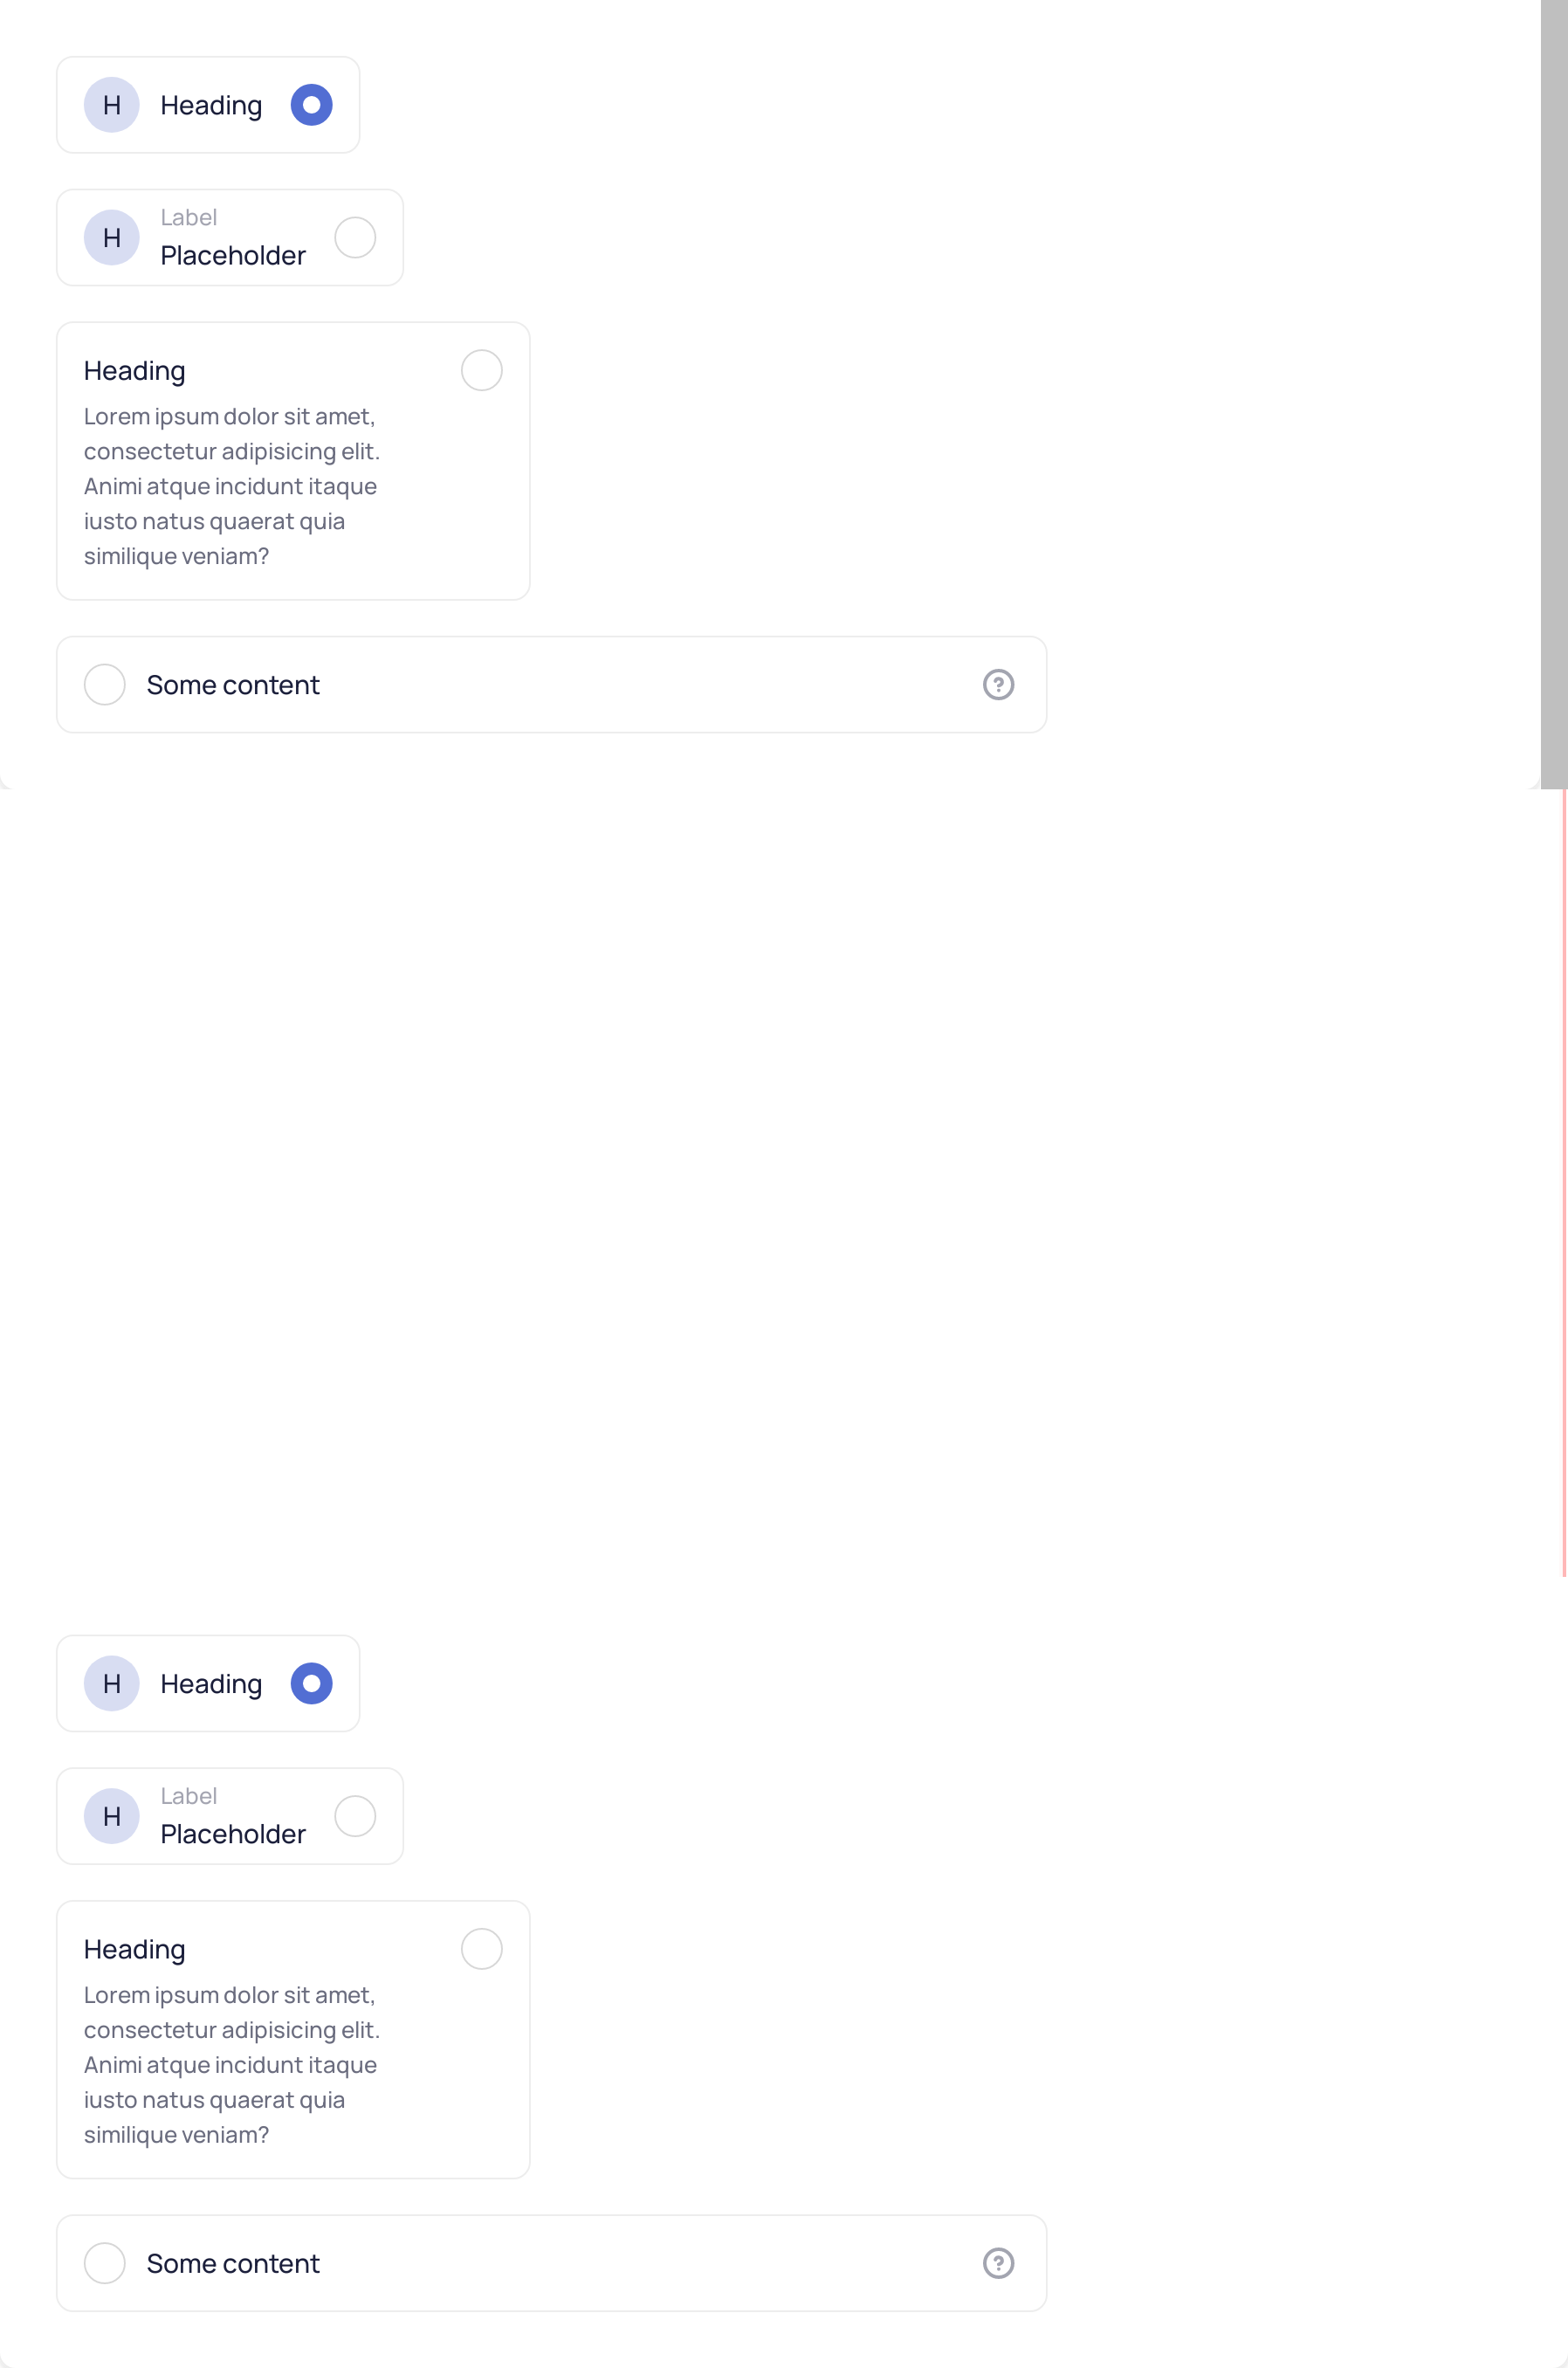 H Heading
Label
H Placeholder
Heading
Lorem ipsum dolor sit amet,
consectetur adipisicing elit.
Animi atque incidunt itaque
iusto natus quaerat quia
similique veniam?
Some content ?
H Heading
Label
H Placeholder
Heading
Lorem ipsum dolor sit amet,
consectetur adipisicing elit.
Animi atque incidunt itaque
iusto natus quaerat quia
similique veniam?
Some content ?